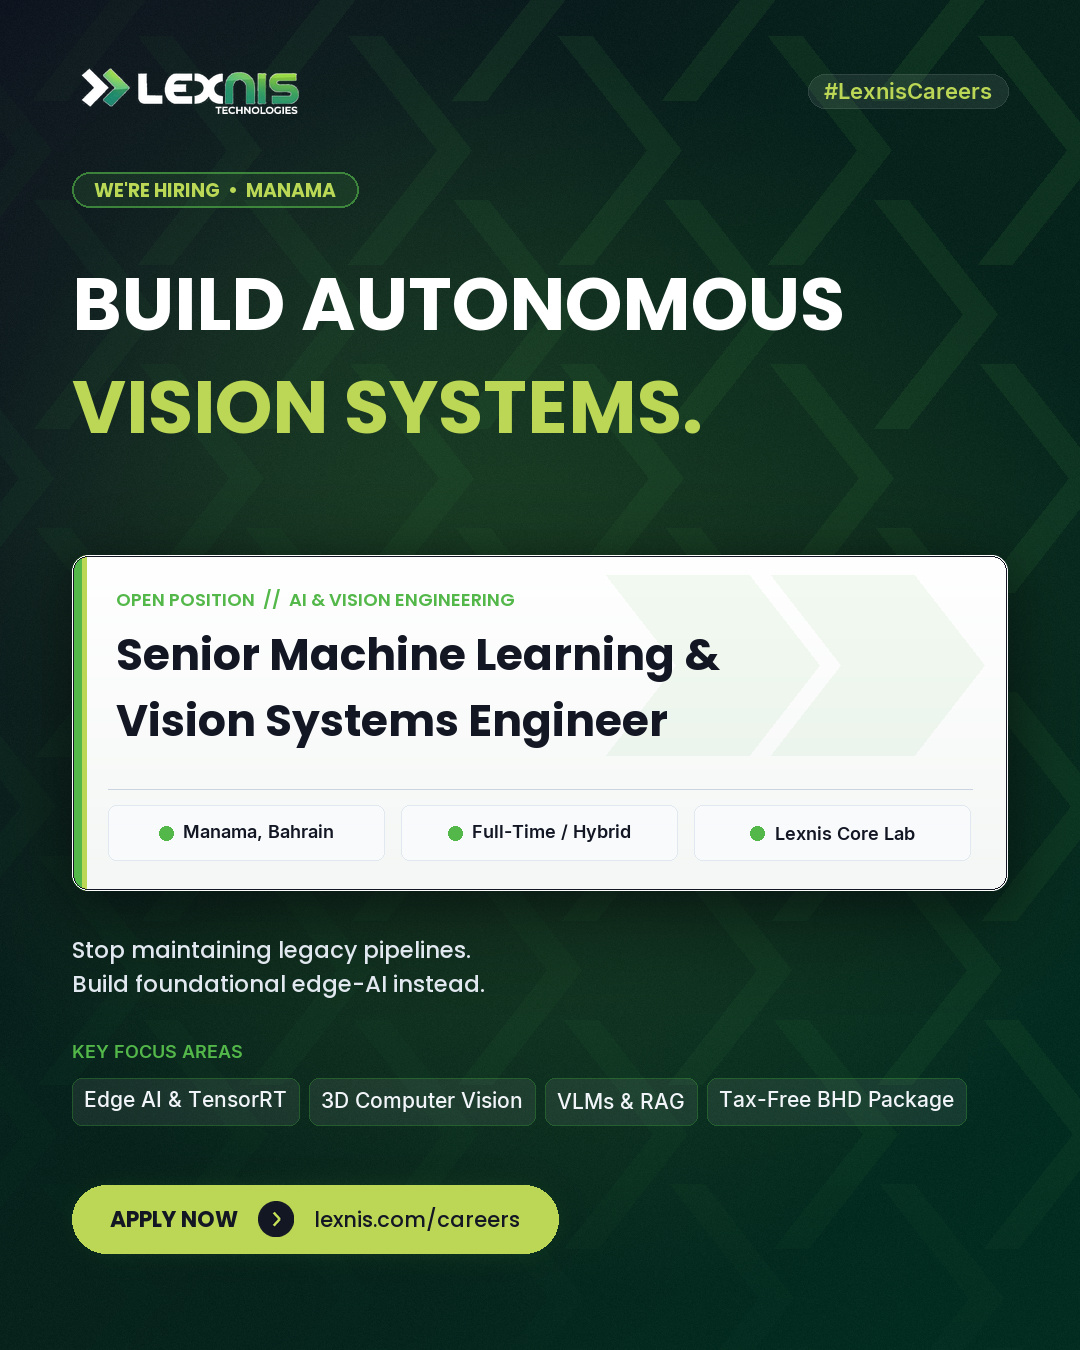 LEXNIS
TECHNOLOGIES
#LexnisCareers
WE'RE HIRING • MANAMA
BUILD AUTONOMOUS
VISION SYSTEMS.
OPEN POSITION // AI & VISION ENGINEERING
Senior Machine Learning &
Vision Systems Engineer
Manama, Bahrain
Full-Time / Hybrid
Lexnis Core Lab
Stop maintaining legacy pipelines.
Build foundational edge-AI instead.
KEY FOCUS AREAS
Edge AI & TensorRT
3D Computer Vision
VLMs & RAG
Tax-Free BHD Package
APPLY NOW
lexnis.com/careers